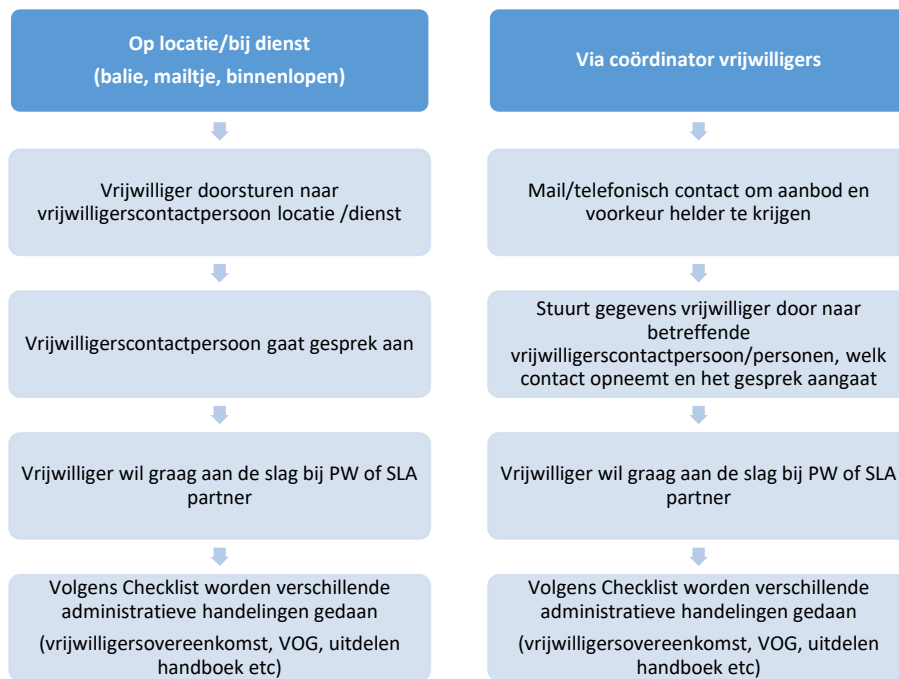 Op locatie/bij dienst
(balie, mailtje, binnenlopen)
Vrijwilliger doorsturen naar
vrijwilligerscontactpersoon locatie /dienst
Vrijwilligerscontactpersoon gaat gesprek aan
Vrijwilliger wil graag aan de slag bij PW of SLA
partner
Volgens Checklist worden verschillende
administratieve handelingen gedaan
(vrijwilligersovereenkomst, VOG, uitdelen
handboek etc)
Via coördinator vrijwilligers
Mail/telefonisch contact om aanbod en
voorkeur helder te krijgen
Stuurt gegevens vrijwilliger door naar
betreffende
vrijwilligerscontactpersoon/personen, welk
contact opneemt en het gesprek aangaat
Vrijwilliger wil graag aan de slag bij PW of SLA
partner
Volgens Checklist worden verschillende
administratieve handelingen gedaan
(vrijwilligersovereenkomst, VOG, uitdelen
handboek etc)